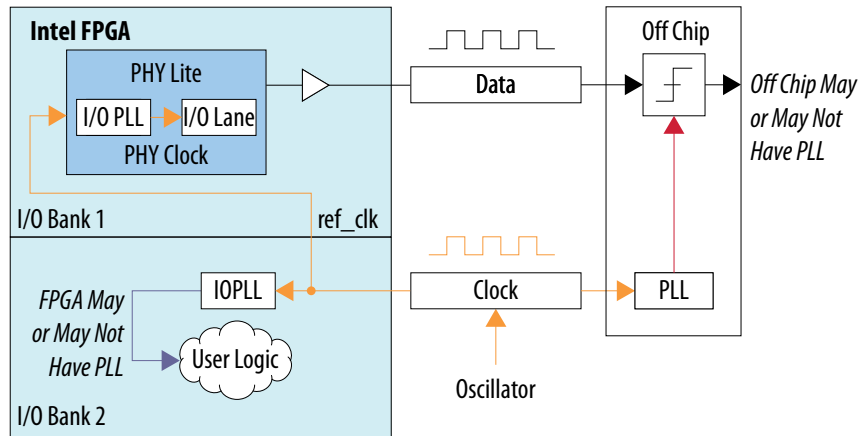 Intel FPGA
PHY Lite
I/O PLL
I/O Lane
PHY Clock
I/O Bank 1
ref_clk
Data
Off Chip
Off Chip May
or May Not
Have PLL
FPGA May
or May Not
Have PLL
IOPLL
User Logic
I/O Bank 2
Clock
PLL
Oscillator